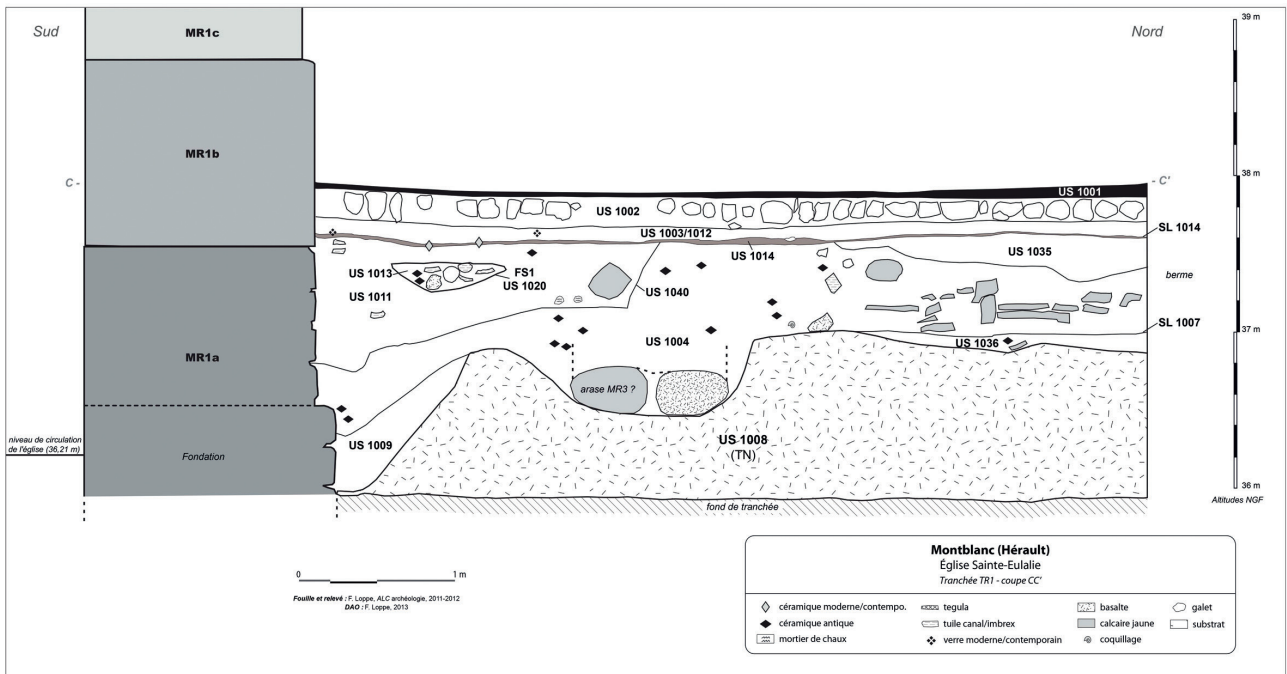 Sud
Nord
39 m
MR1c
MR1b
C -
- C'
38 m
US 1001
US 1002
US 1003/1012
SL 1014
US 1014
US 1035
US 1013
FS1
US 1020
US 1011
US 1040
berme
SL 1007
37 m
US 1004
US 1036
MR1a
arase MR3 ?
niveau de circulation
de l'église (36,21 m)
Fondation
US 1009
US 1008
(TN)
36 m
Altitudes NGF
fond de tranchée
0 1 m
Fouille et relevé : F. Loppe, ALC archéologie, 2011-2012
DAO : F. Loppe, 2013
Montblanc (Hérault)
Église Sainte-Eulalie
Tranchée TR1 - coupe CC'
céramique moderne/contempo.
tegula
basalte
galet
céramique antique
tuile canal/imbrex
calcaire jaune
substrat
mortier de chaux
verre moderne/contemporain
coquillage